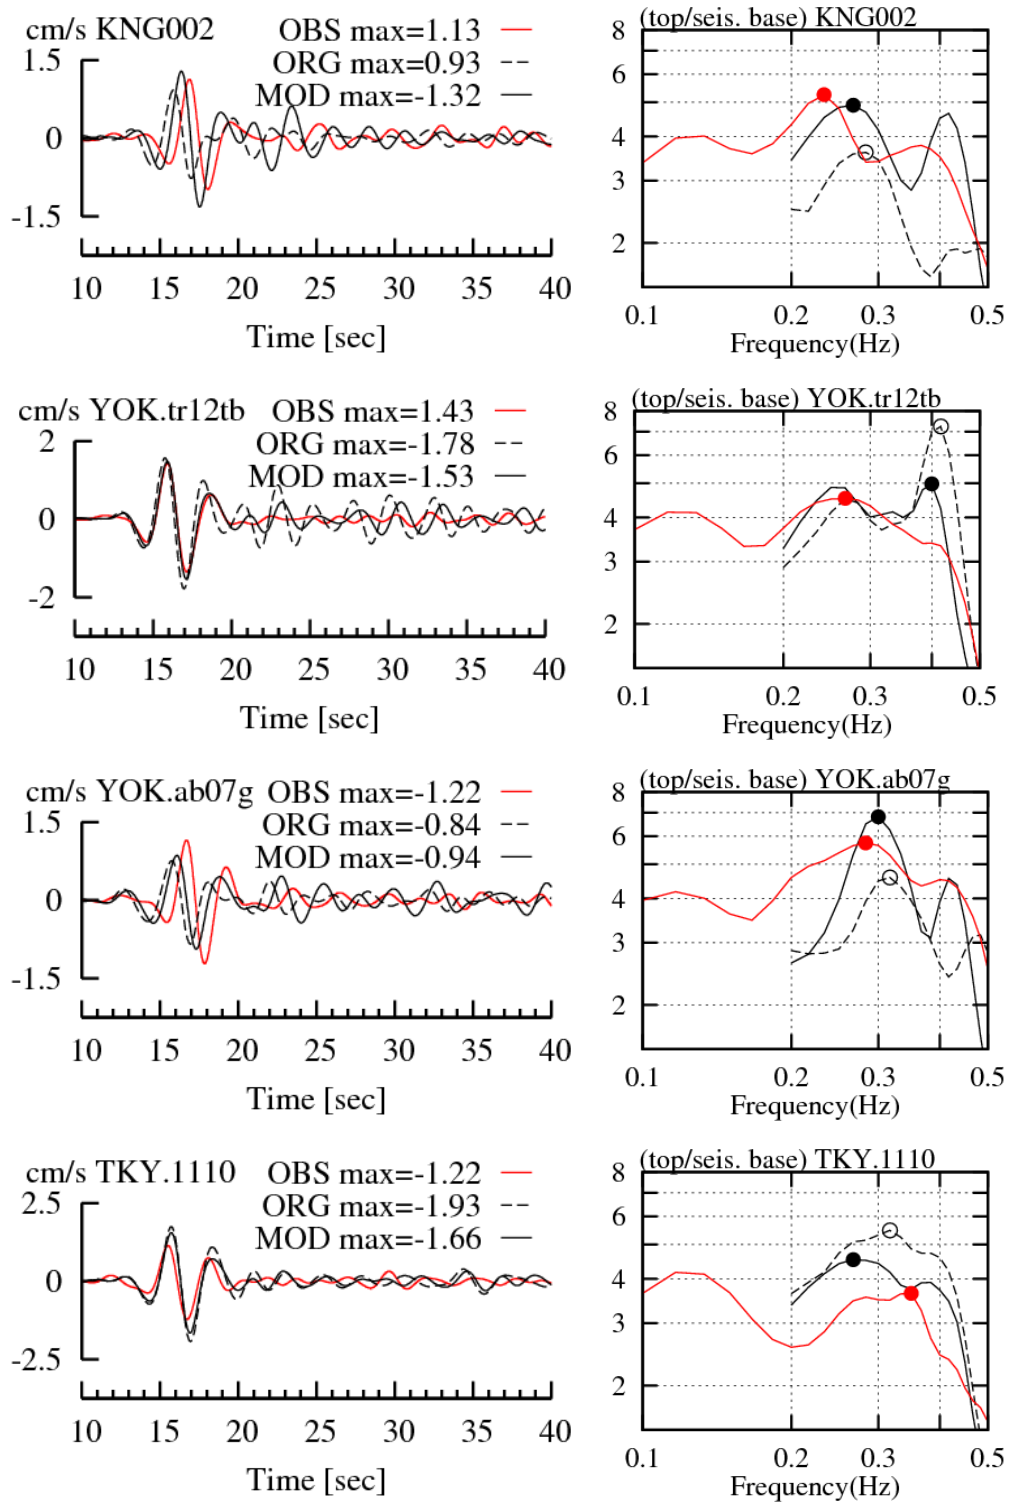 cm/s KNG002 OBS max=1.13
ORG max=0.93
MOD max=-1.32
1.5
0
-1.5
10 15 20 25 30 35 40
Time [sec]
(top/seis. base) KNG002
8
6
4
3
2
0.1 0.2 0.3 0.5
Frequency(Hz)
cm/s YOK.tr12tb OBS max=1.43
ORG max=-1.78
MOD max=-1.53
2
0
-2
10 15 20 25 30 35 40
Time [sec]
(top/seis. base) YOK.tr12tb
8
6
4
3
2
0.1 0.2 0.3 0.5
Frequency(Hz)
cm/s YOK.ab07g OBS max=-1.22
ORG max=-0.84
MOD max=-0.94
1.5
0
-1.5
10 15 20 25 30 35 40
Time [sec]
(top/seis. base) YOK.ab07g
8
6
4
3
2
0.1 0.2 0.3 0.5
Frequency(Hz)
cm/s TKY.1110 OBS max=-1.22
ORG max=-1.93
MOD max=-1.66
2.5
0
-2.5
10 15 20 25 30 35 40
Time [sec]
(top/seis. base) TKY.1110
8
6
4
3
2
0.1 0.2 0.3 0.5
Frequency(Hz)